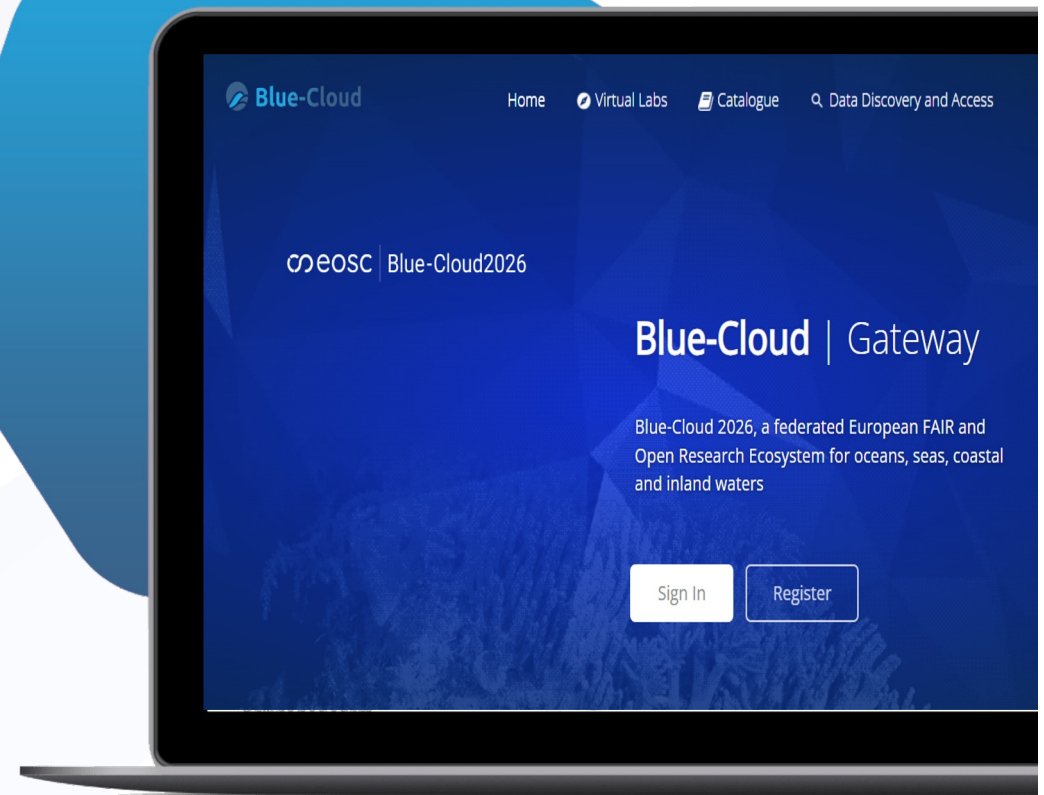 Blue-Cloud
Home Virtual Labs Catalogue Data Discovery and Access
eosc | Blue-Cloud2026
Blue-Cloud | Gateway
Blue-Cloud 2026, a federated European FAIR and
Open Research Ecosystem for oceans, seas, coastal
and inland waters
Sign In Register